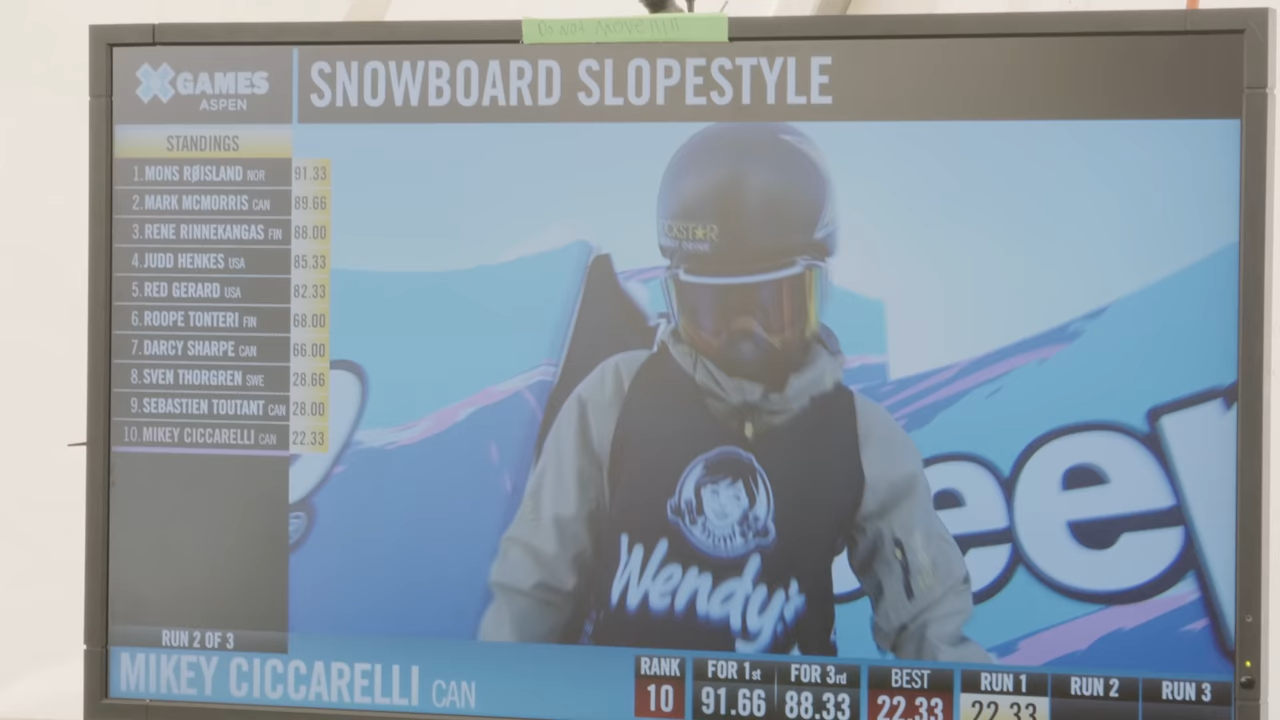 Do Not Move!!!!!
X GAMES
ASPEN
SNOWBOARD SLOPESTYLE
STANDINGS
1. MONS RØISLAND NOR 91.33
2. MARK MCMORRIS CAN 89.66
3. RENE RINNEKANGAS FIN 88.00
4. JUDD HENKES USA 85.33
5. RED GERARD USA 82.33
6. ROOPE TONTERI FIN 68.00
7. DARCY SHARPE CAN 66.00
8. SVEN THORGREN SWE 28.66
9. SEBASTIEN TOUTANT CAN 28.00
10. MIKEY CICCARELLI CAN 22.33
CKST★R
Wendy's
RUN 2 OF 3
MIKEY CICCARELLI CAN
RANK FOR 1st FOR 3rd BEST RUN 1 RUN 2 RUN 3
10 91.66 88.33 22.33 22.33